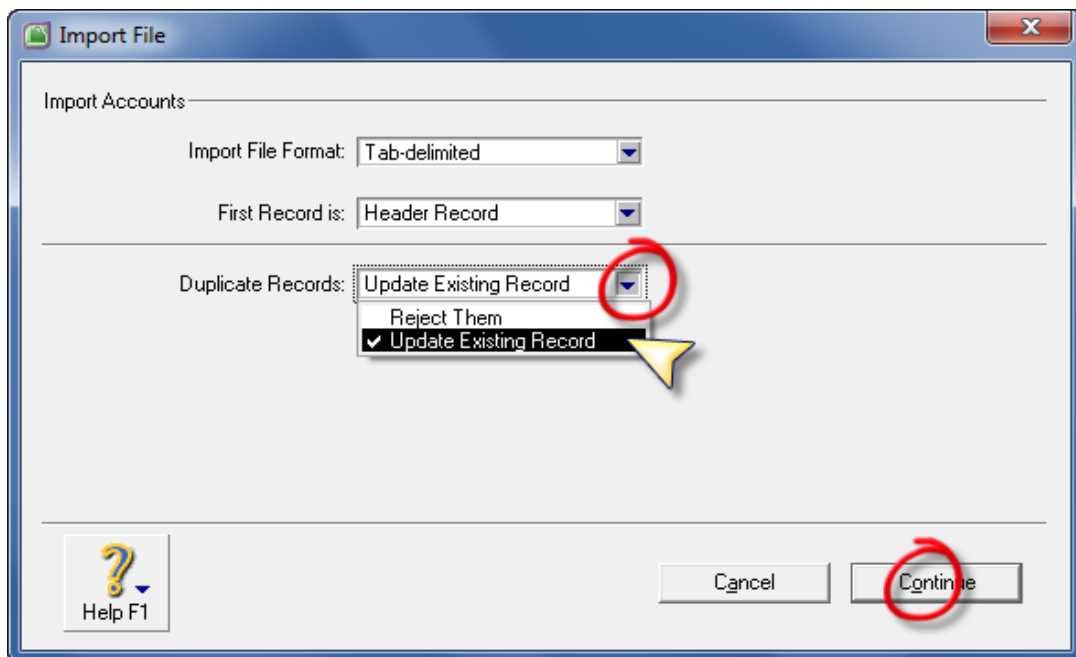 Import File
X
Import Accounts
Import File Format: Tab-delimited
First Record is: Header Record
Duplicate Records: Update Existing Record
Reject Them
✔ Update Existing Record
?
Help F1
Cancel
Continue